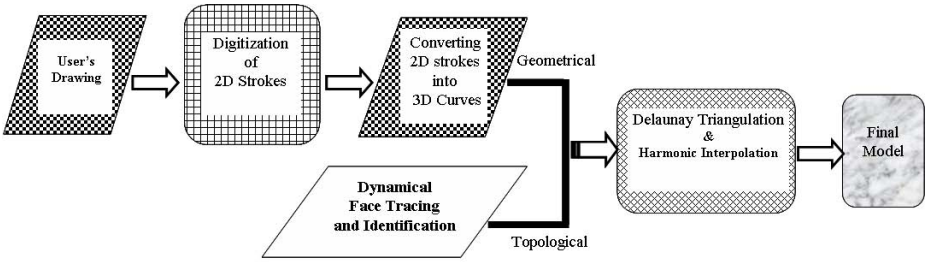 User's
Drawing
Digitization
of
2D Strokes
Converting
2D strokes
into
3D Curves
Geometrical
Dynamical
Face Tracing
and Identification
Topological
Delaunay Triangulation
&
Harmonic Interpolation
Final
Model